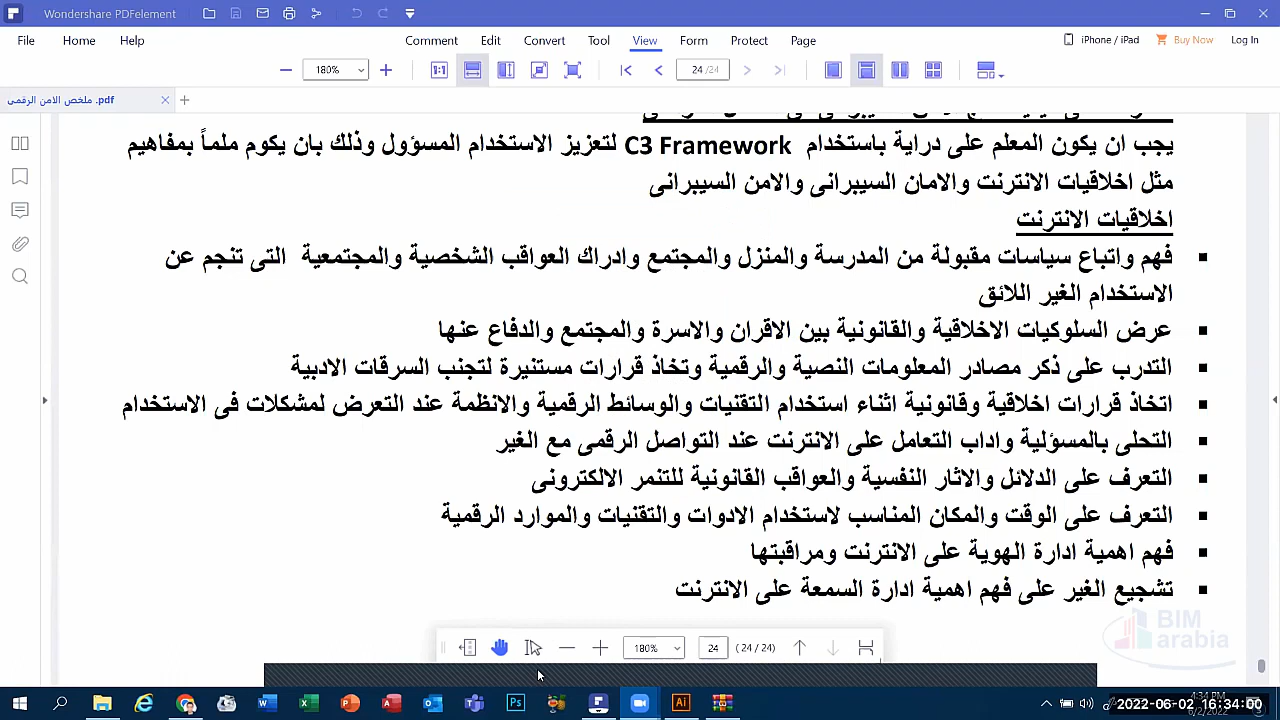 Wondershare PDFelement
File Home Help Comment Edit Convert Tool View Form Protect Page iPhone / iPad Buy Now Log In
180% 24 /24
ملخص الامن الرقمى .pdf
يجب ان يكون المعلم على دراية باستخدام C3 Framework لتعزيز الاستخدام المسؤول وذلك بان يكوم ملماً بمفاهيم
مثل اخلاقيات الانترنت والامان السيبرانى والامن السيبرانى
اخلاقيات الانترنت
▪ فهم واتباع سياسات مقبولة من المدرسة والمنزل والمجتمع وادراك العواقب الشخصية والمجتمعية التى تنجم عن
الاستخدام الغير اللائق
▪ عرض السلوكيات الاخلاقية والقانونية بين الاقران والاسرة والمجتمع والدفاع عنها
▪ التدرب على ذكر مصادر المعلومات النصية والرقمية وتخاذ قرارات مستنيرة لتجنب السرقات الادبية
▪ اتخاذ قرارات اخلاقية وقانونية اثناء استخدام التقنيات والوسائط الرقمية والانظمة عند التعرض لمشكلات فى الاستخدام
▪ التحلى بالمسؤلية واداب التعامل على الانترنت عند التواصل الرقمى مع الغير
▪ التعرف على الدلائل والاثار النفسية والعواقب القانونية للتنمر الالكترونى
▪ التعرف على الوقت والمكان المناسب لاستخدام الادوات والتقنيات والموارد الرقمية
▪ فهم اهمية ادارة الهوية على الانترنت ومراقبتها
▪ تشجيع الغير على فهم اهمية ادارة السمعة على الانترنت
BIM
arabia
180% 24 (24 / 24)
4:34 PM
2022-06-02 16:34:00
6/2/2022